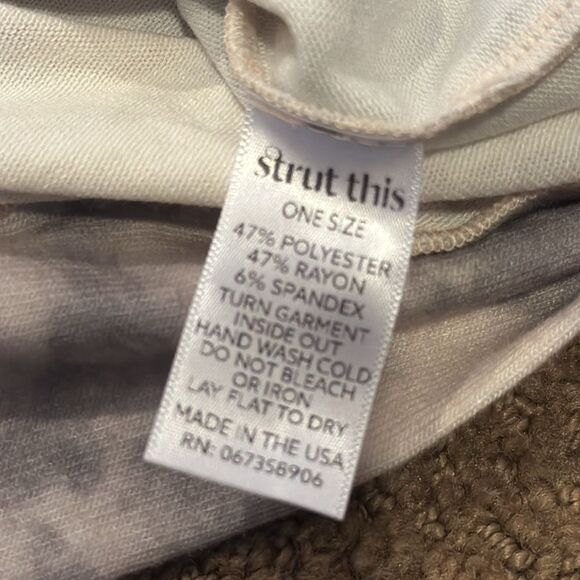 strut this
ONE SIZE
47% POLYESTER
47% RAYON
6% SPANDEX
TURN GARMENT
INSIDE OUT
HAND WASH COLD
DO NOT BLEACH
OR IRON
LAY FLAT TO DRY
MADE IN THE USA
RN: 067358906